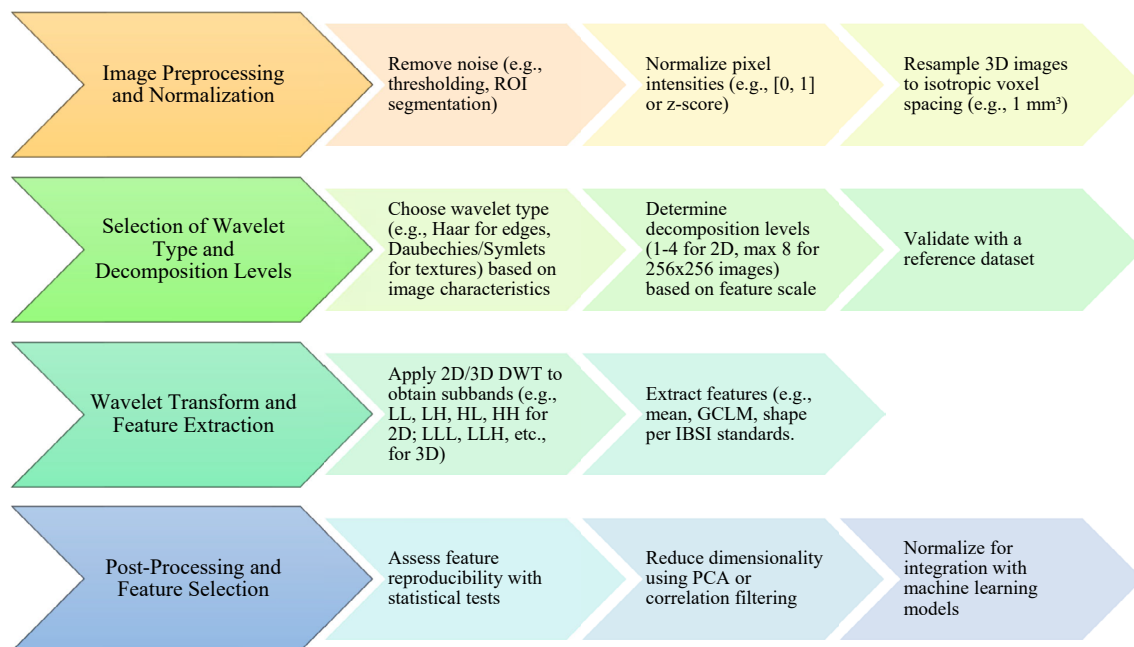 Image Preprocessing
and Normalization
Remove noise (e.g.,
thresholding, ROI
segmentation)
Normalize pixel
intensities (e.g., [0, 1]
or z-score)
Resample 3D images
to isotropic voxel
spacing (e.g., 1 mm³)
Selection of Wavelet
Type and
Decomposition Levels
Choose wavelet type
(e.g., Haar for edges,
Daubechies/Symlets
for textures) based on
image characteristics
Determine
decomposition levels
(1-4 for 2D, max 8 for
256x256 images)
based on feature scale
Validate with a
reference dataset
Wavelet Transform and
Feature Extraction
Apply 2D/3D DWT to
obtain subbands (e.g.,
LL, LH, HL, HH for
2D; LLL, LLH, etc.,
for 3D)
Extract features (e.g.,
mean, GCLM, shape
per IBSI standards.
Post-Processing and
Feature Selection
Assess feature
reproducibility with
statistical tests
Reduce dimensionality
using PCA or
correlation filtering
Normalize for
integration with
machine learning
models